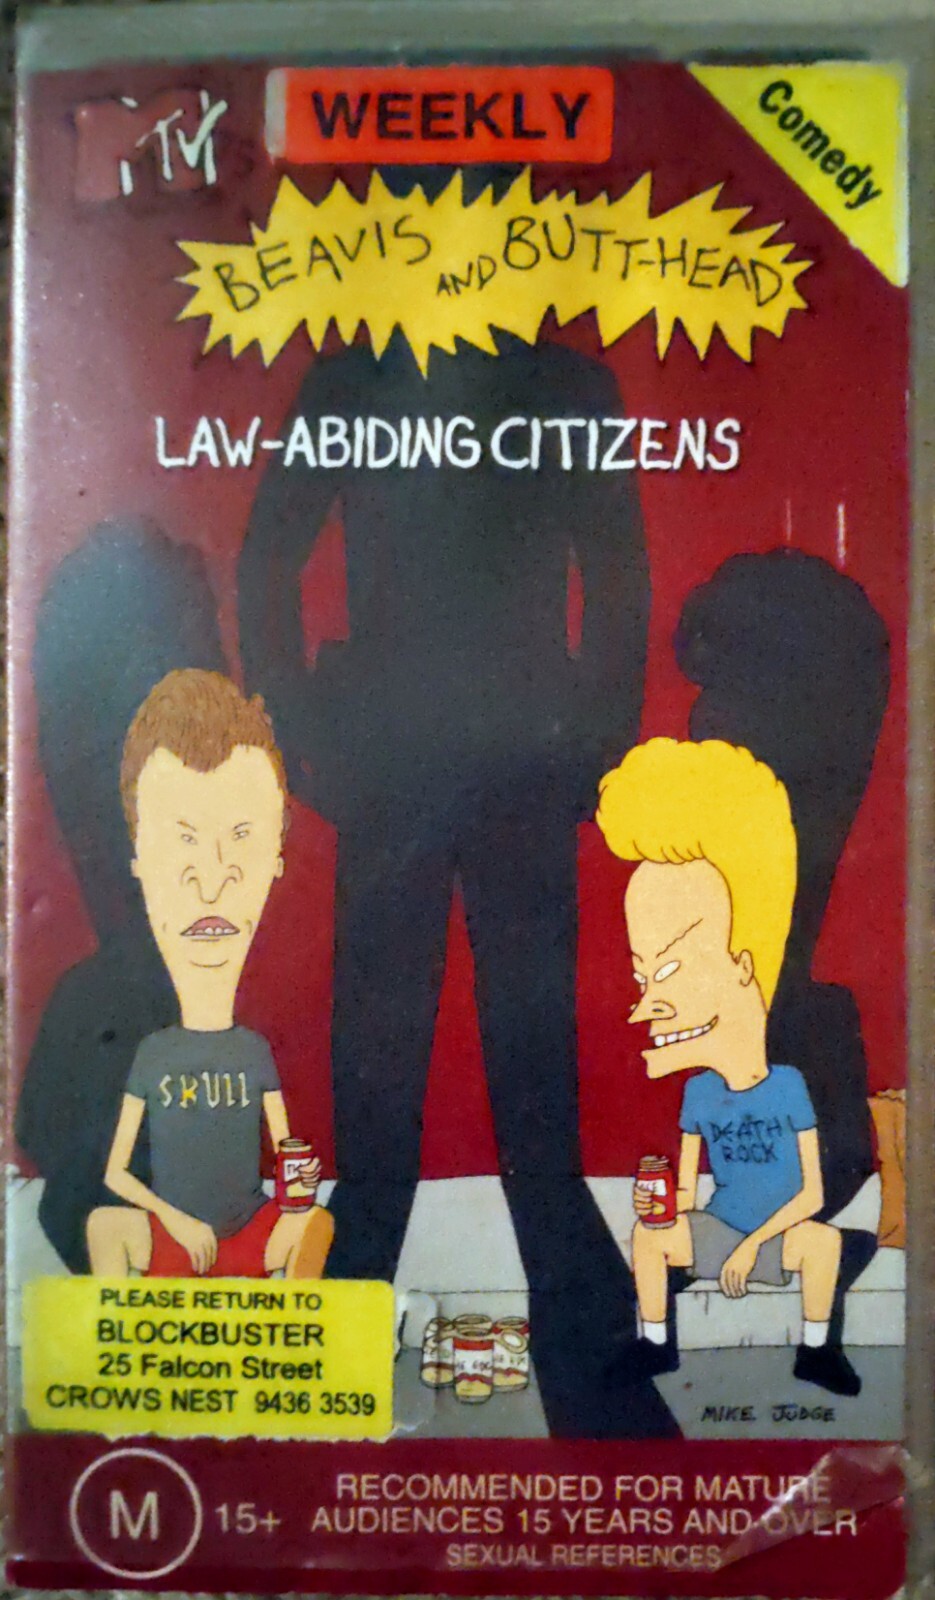 MTV
WEEKLY
Comedy
BEAVIS AND BUTT-HEAD
LAW-ABIDING CITIZENS
SKULL
DEATH
ROCK
PLEASE RETURN TO
BLOCKBUSTER
25 Falcon Street
CROWS NEST 9436 3539
MIKE JUDGE
M 15+
RECOMMENDED FOR MATURE
AUDIENCES 15 YEARS AND OVER
SEXUAL REFERENCES